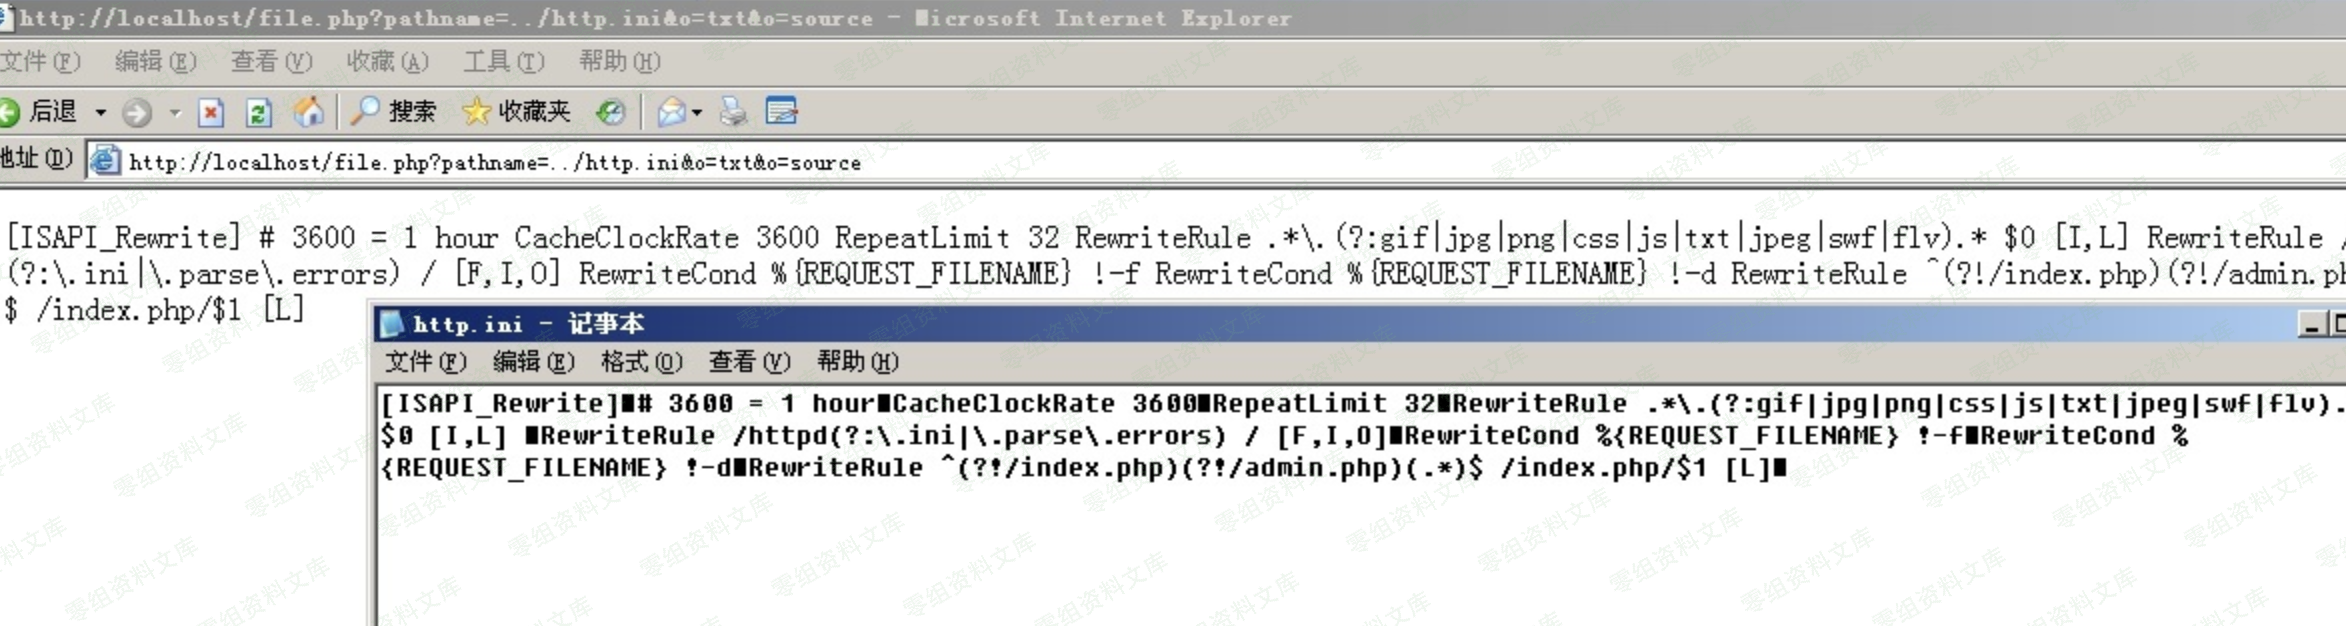 http://localhost/file.php?pathname=../http.ini&o=txt&o=source - Microsoft Internet Explorer
文件(F) 编辑(E) 查看(V) 收藏(A) 工具(T) 帮助(H)
后退 搜索 收藏夹
地址(D) http://localhost/file.php?pathname=../http.ini&o=txt&o=source
[ISAPI_Rewrite] # 3600 = 1 hour CacheClockRate 3600 RepeatLimit 32 RewriteRule .*\.(?:gif|jpg|png|css|js|txt|jpeg|swf|flv).* $0 [I,L] RewriteRule /
(?:\.ini|\.parse\.errors) / [F,I,O] RewriteCond %{REQUEST_FILENAME} !-f RewriteCond %{REQUEST_FILENAME} !-d RewriteRule ^(?!/index.php)(?!/admin.ph
$ /index.php/$1 [L]
http.ini - 记事本
文件(F) 编辑(E) 格式(O) 查看(V) 帮助(H)
[ISAPI_Rewrite]■# 3600 = 1 hour■CacheClockRate 3600■RepeatLimit 32■RewriteRule .*\.(?:gif|jpg|png|css|js|txt|jpeg|swf|flv).
$0 [I,L] ■RewriteRule /httpd(?:\.ini|\.parse\.errors) / [F,I,O]■RewriteCond %{REQUEST_FILENAME} !-f■RewriteCond %
{REQUEST_FILENAME} !-d■RewriteRule ^(?!/index.php)(?!/admin.php)(.*)$ /index.php/$1 [L]■
零组资料文库